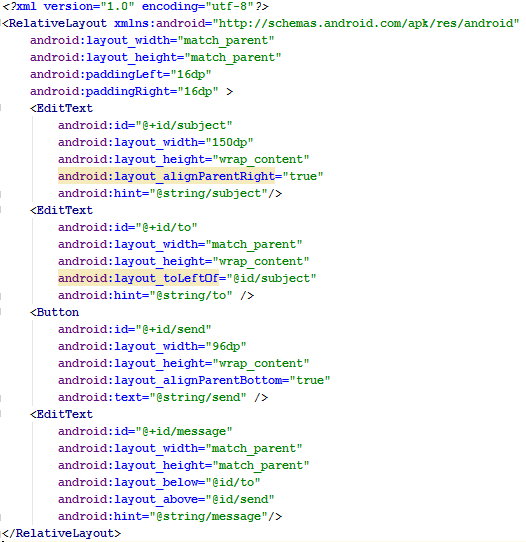 <?xml version="1.0" encoding="utf-8"?>
<RelativeLayout xmlns:android="http://schemas.android.com/apk/res/android"
    android:layout_width="match_parent"
    android:layout_height="match_parent"
    android:paddingLeft="16dp"
    android:paddingRight="16dp" >
    <EditText
        android:id="@+id/subject"
        android:layout_width="150dp"
        android:layout_height="wrap_content"
        android:layout_alignParentRight="true"
        android:hint="@string/subject"/>
    <EditText
        android:id="@+id/to"
        android:layout_width="match_parent"
        android:layout_height="wrap_content"
        android:layout_toLeftOf="@id/subject"
        android:hint="@string/to" />
    <Button
        android:id="@+id/send"
        android:layout_width="96dp"
        android:layout_height="wrap_content"
        android:layout_alignParentBottom="true"
        android:text="@string/send" />
    <EditText
        android:id="@+id/message"
        android:layout_width="match_parent"
        android:layout_height="match_parent"
        android:layout_below="@id/to"
        android:layout_above="@id/send"
        android:hint="@string/message"/>
</RelativeLayout>